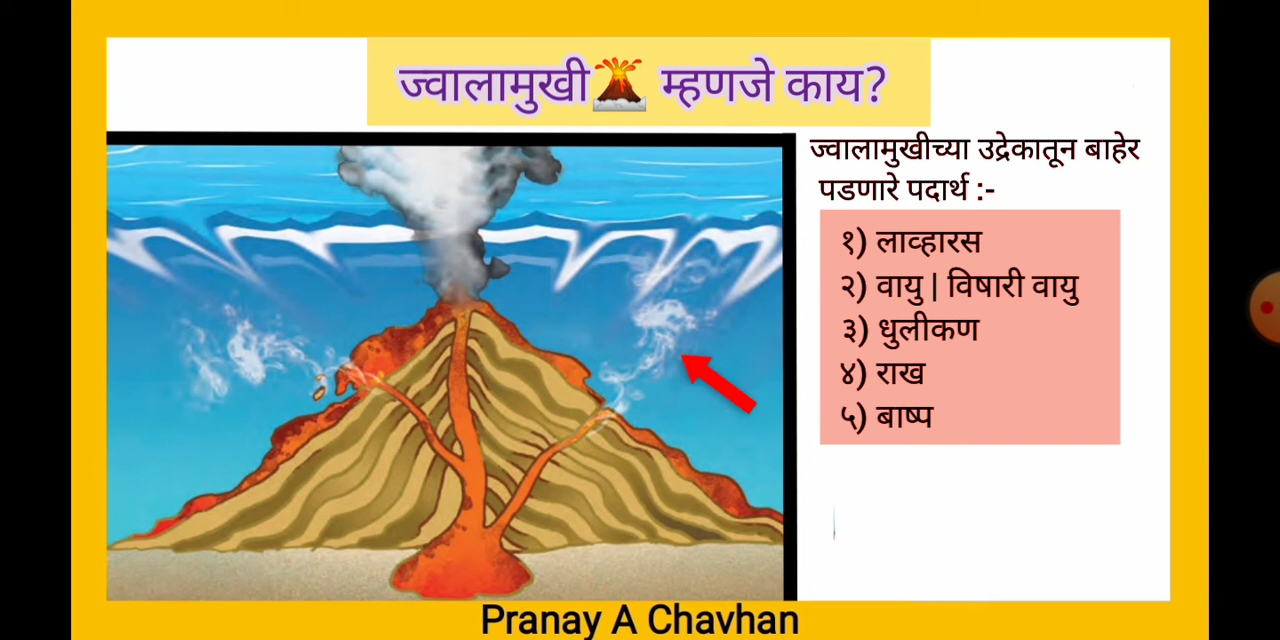 ज्वालामुखी🌋 म्हणजे काय?
ज्वालामुखीच्या उद्रेकातून बाहेर
पडणारे पदार्थ :-
१) लाव्हारस
२) वायु | विषारी वायु
३) धुलीकण
४) राख
५) बाष्प
Pranay A Chavhan